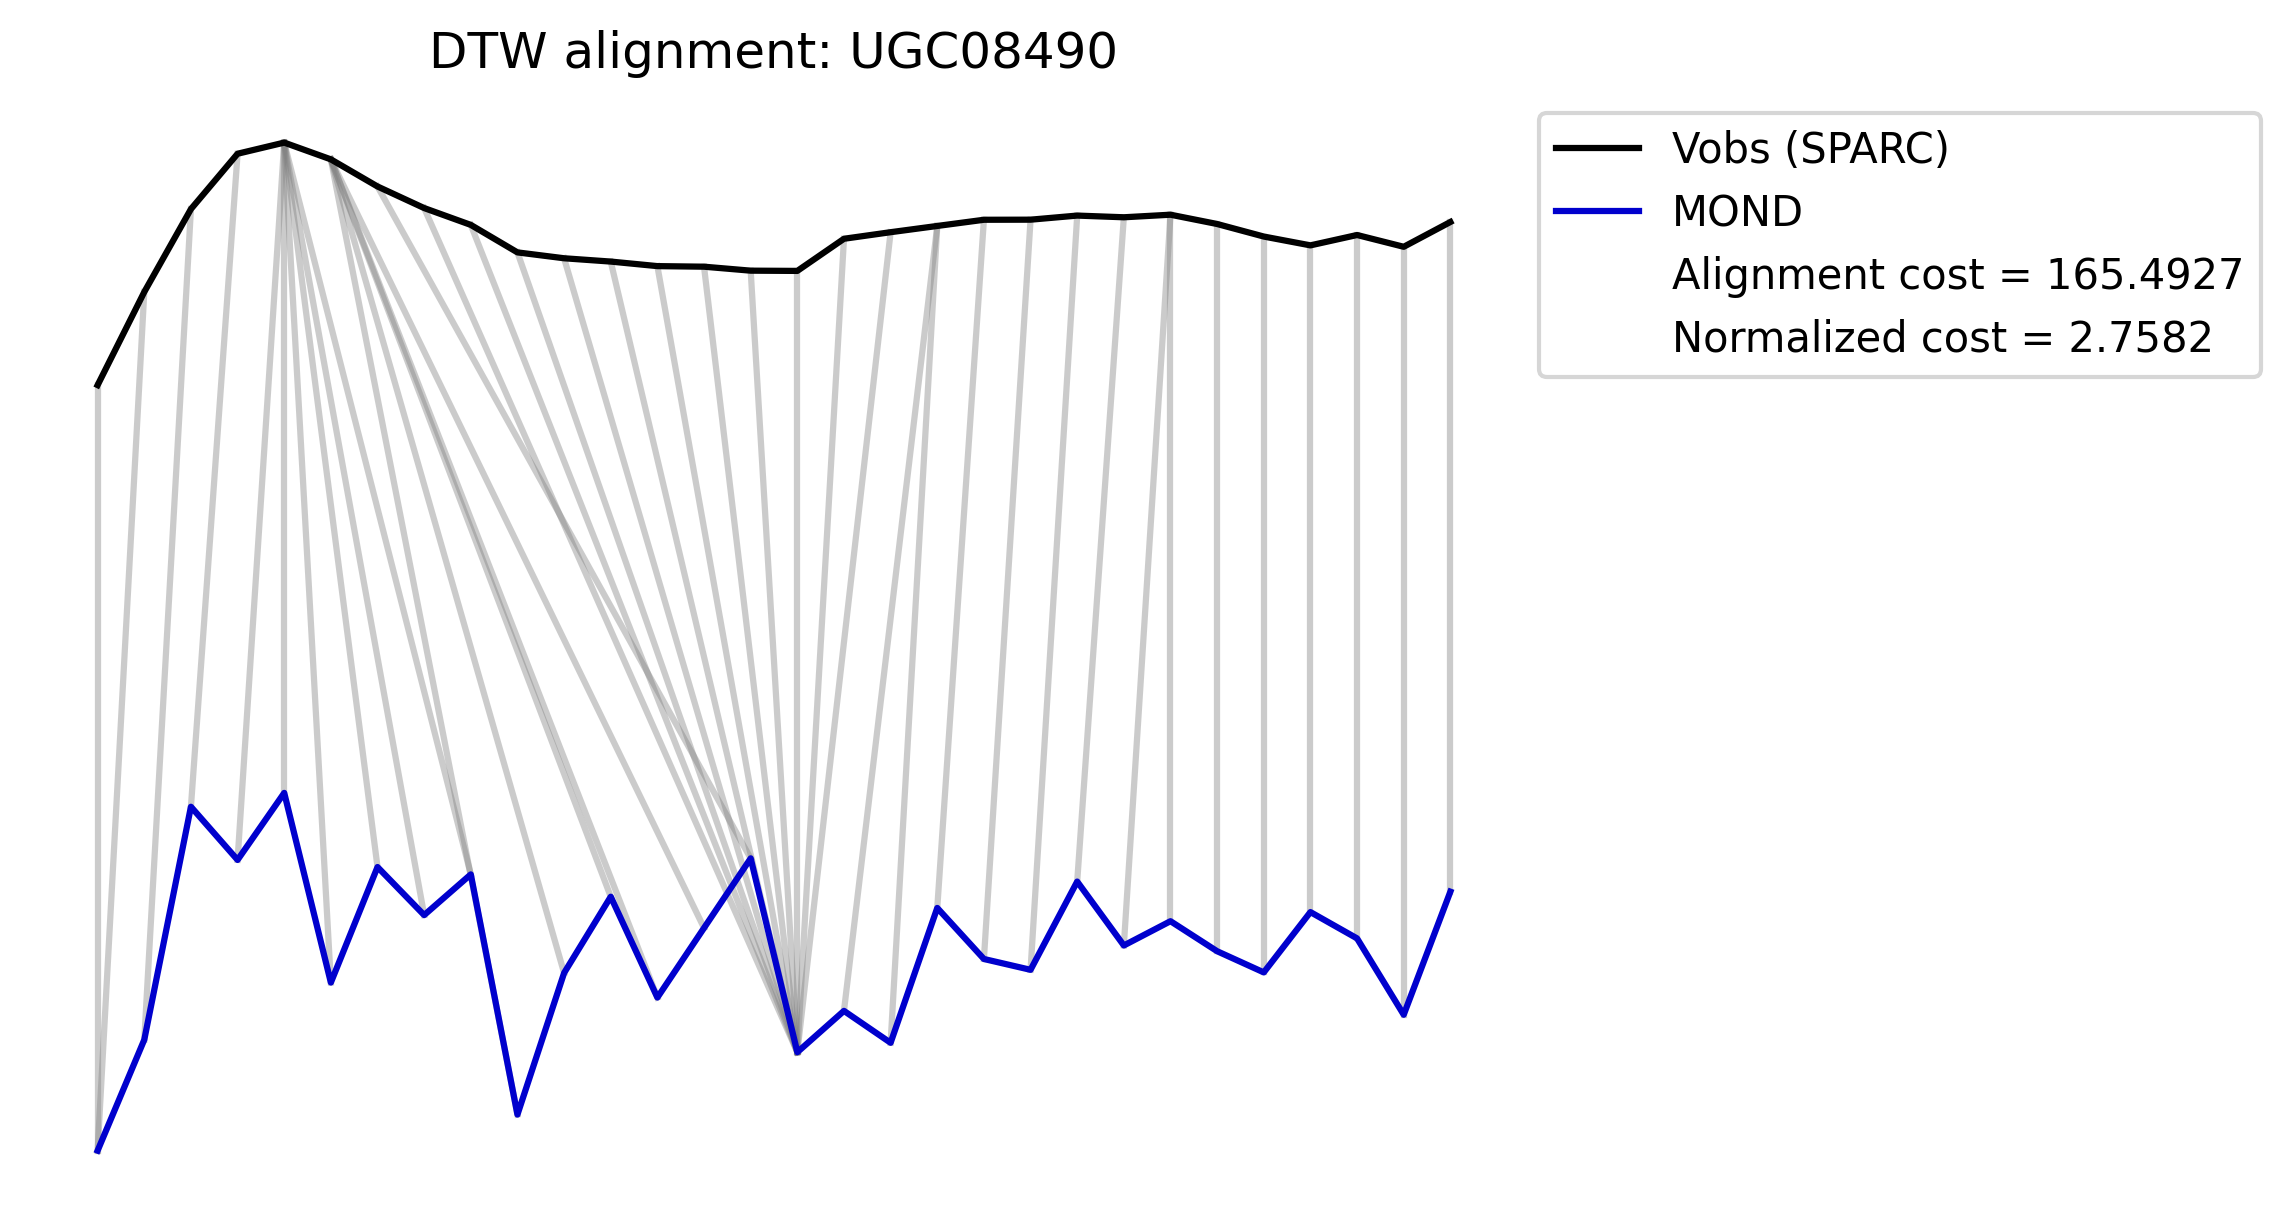 DTW alignment: UGC08490
Vobs (SPARC)
MOND
Alignment cost = 165.4927
Normalized cost = 2.7582